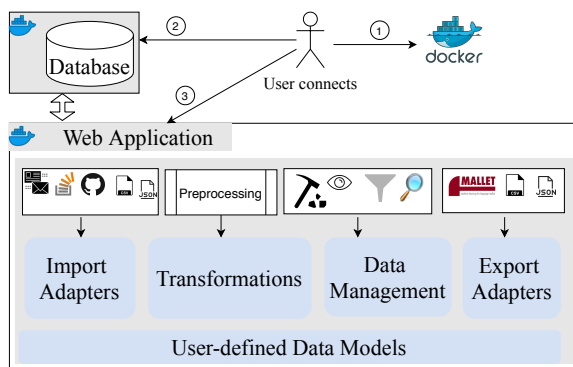 2
1
Database
User connects
docker
3
Web Application
CSV
JSON
Preprocessing
MALLET
CSV
JSON
Import
Adapters
Transformations
Data
Management
Export
Adapters
User-defined Data Models